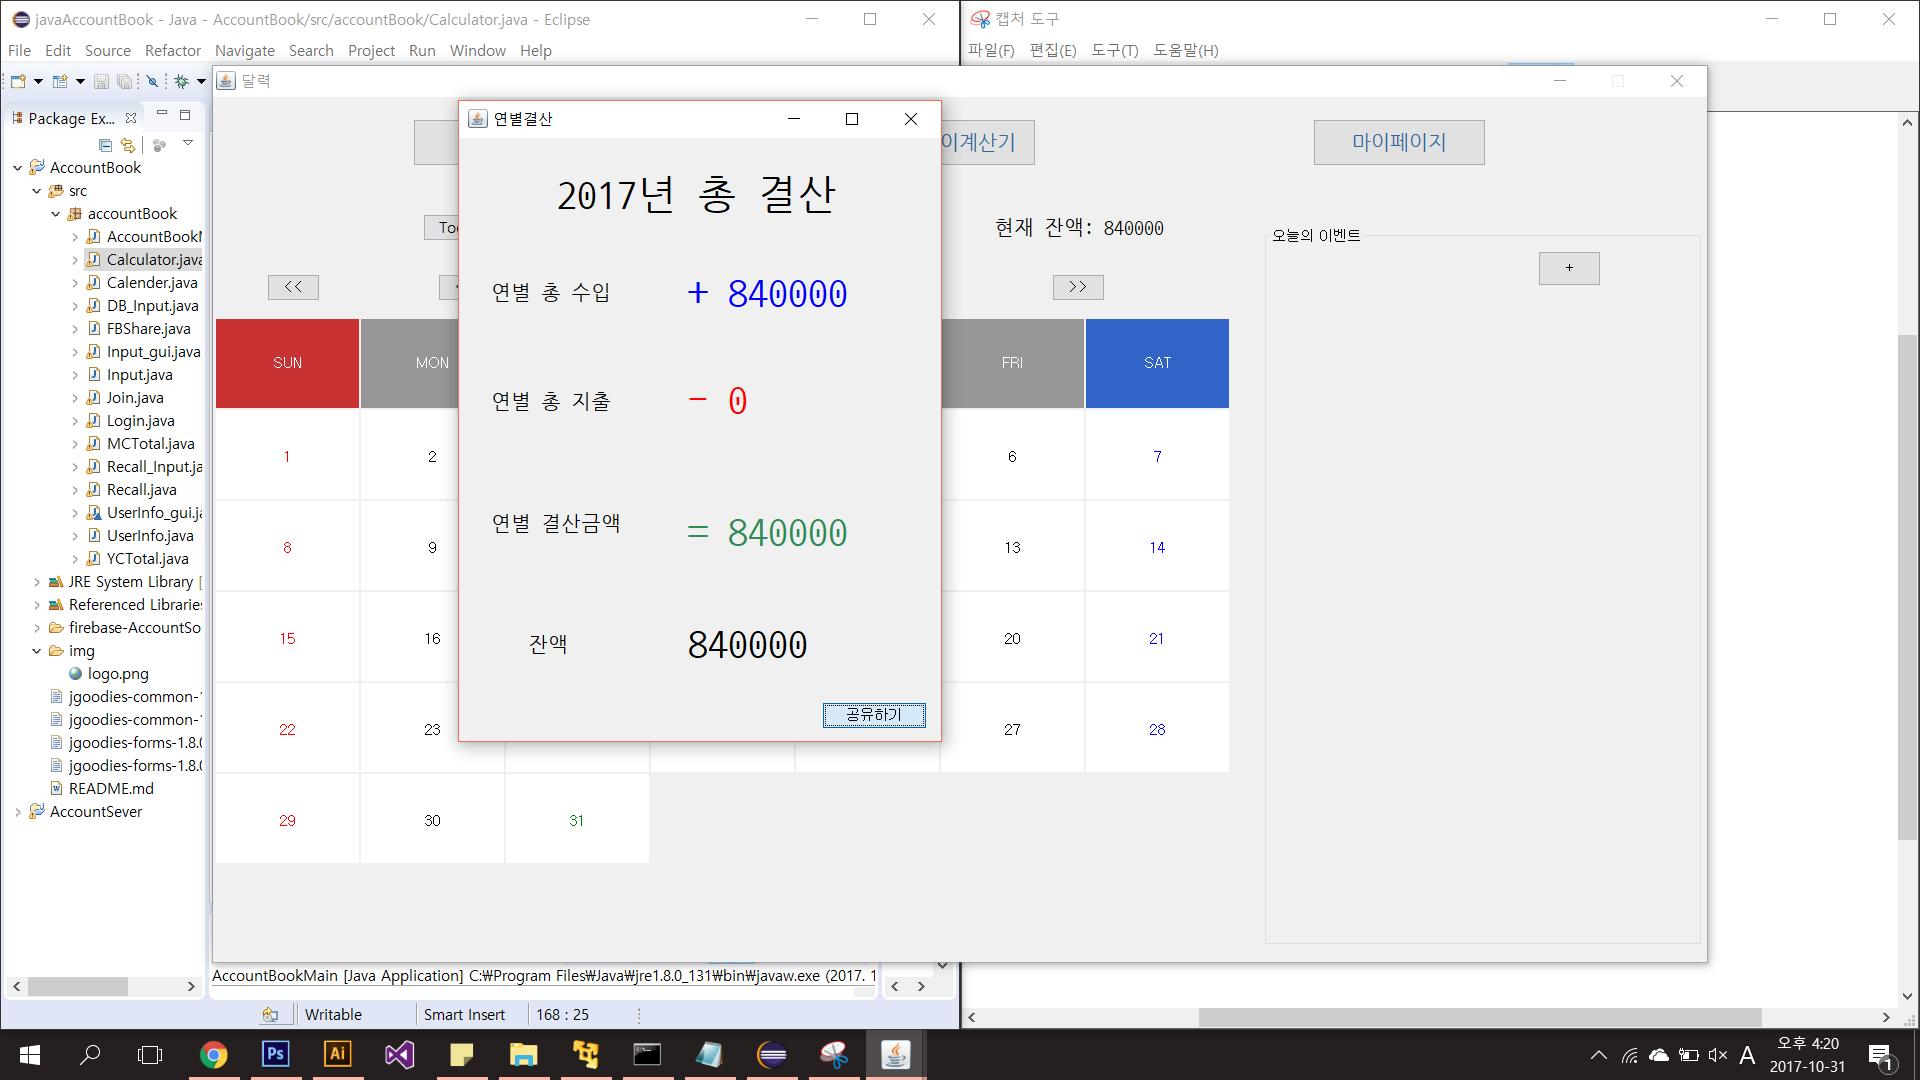 javaAccountBook - Java - AccountBook/src/accountBook/Calculator.java - Eclipse
File Edit Source Refactor Navigate Search Project Run Window Help
캡처 도구
파일(F) 편집(E) 도구(T) 도움말(H)
Package Ex...
AccountBook
src
accountBook
AccountBook
Calculator.java
Calender.java
DB_Input.java
FBShare.java
Input_gui.java
Input.java
Join.java
Login.java
MCTotal.java
Recall_Input.ja
Recall.java
UserInfo_gui.ja
UserInfo.java
YCTotal.java
JRE System Library [
Referenced Libraries
firebase-AccountSo
img
logo.png
jgoodies-common-1
jgoodies-common-1
jgoodies-forms-1.8.0
jgoodies-forms-1.8.0
README.md
AccountSever
달력
이계산기
마이페이지
현재 잔액: 840000
오늘의 이벤트
+
<<
>>
SUN MON FRI SAT
1 2 6 7
8 9 13 14
15 16 20 21
22 23 27 28
29 30 31
연별결산
2017년 총 결산
연별 총 수입 + 840000
연별 총 지출 - 0
연별 결산금액 = 840000
잔액 840000
공유하기
AccountBookMain [Java Application] C:₩Program Files₩Java₩jre1.8.0_131₩bin₩javaw.exe (2017. 1
Writable Smart Insert 168 : 25
Ps Ai
A
오후 4:20
2017-10-31
1